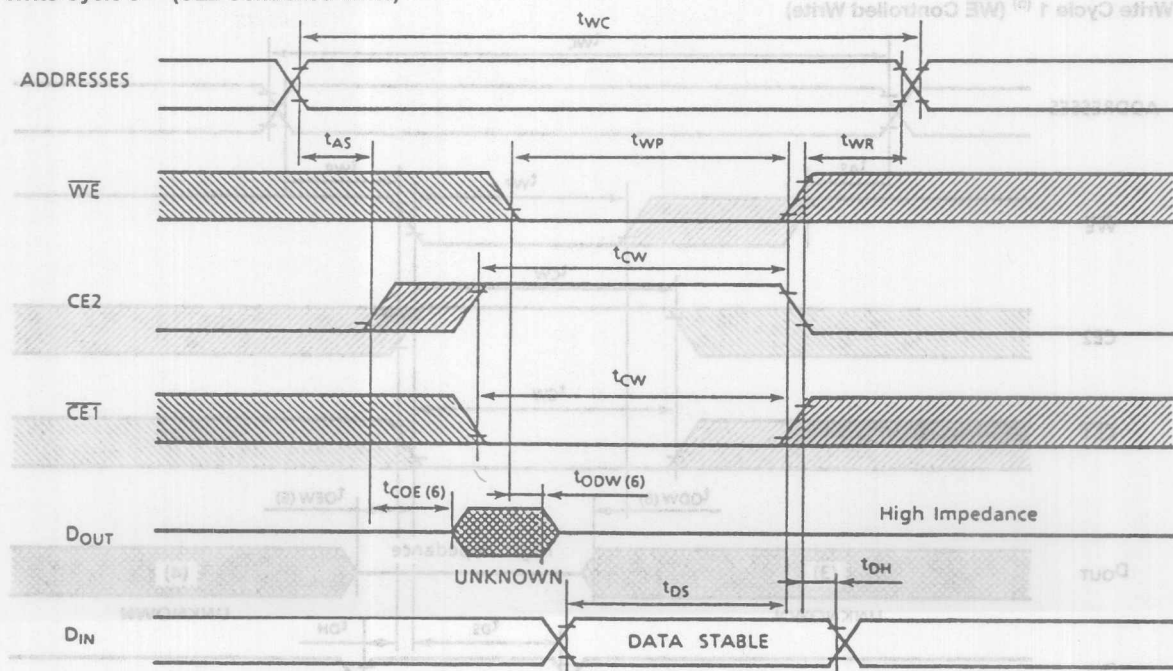 Write Cycle 1 (5) (WE Controlled Write)
tWC
ADDRESSES
tAS
tWP
tWR
WE
tCW
CE2
tCW
CE1
tCOE (6)
tODW (6)
High Impedance
DOUT
UNKNOWN
tDH
tDS
DIN
DATA STABLE